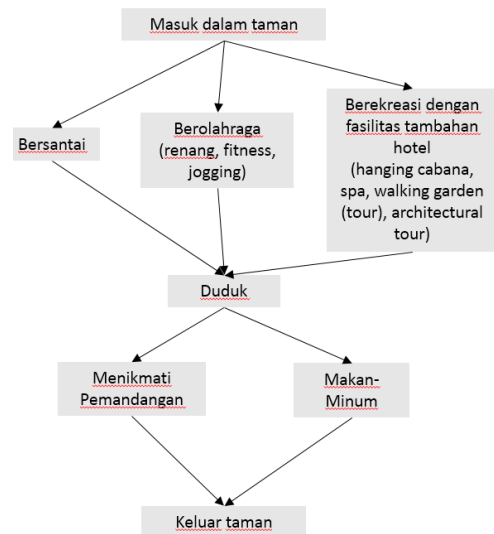 Masuk dalam taman
Bersantai
Berolahraga
(renang, fitness,
jogging)
Berekreasi dengan
fasilitas tambahan
hotel
(hanging cabana,
spa, walking garden
(tour), architectural
tour)
Duduk
Menikmati
Pemandangan
Makan-
Minum
Keluar taman